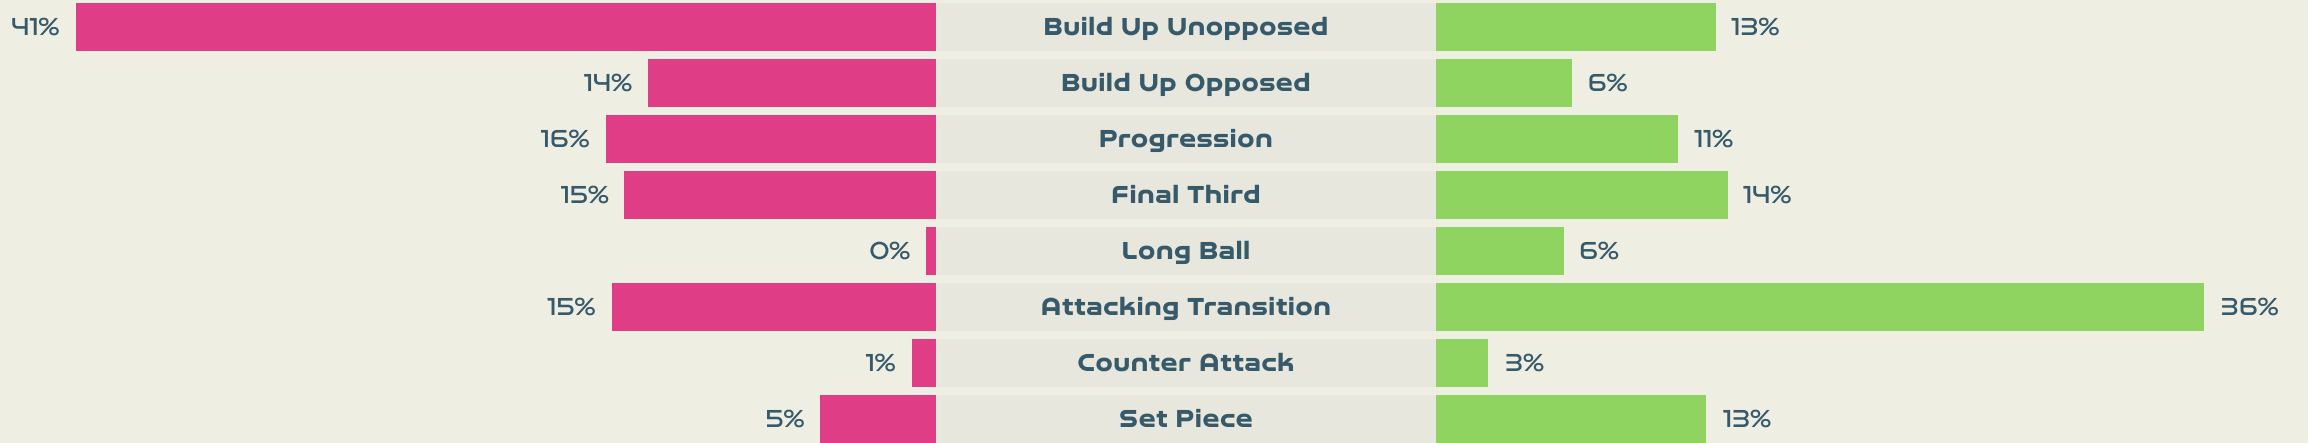 41% Build Up Unopposed 13%
14% Build Up Opposed 6%
16% Progression 11%
15% Final Third 14%
0% Long Ball 6%
15% Attacking Transition 36%
1% Counter Attack 3%
5% Set Piece 13%